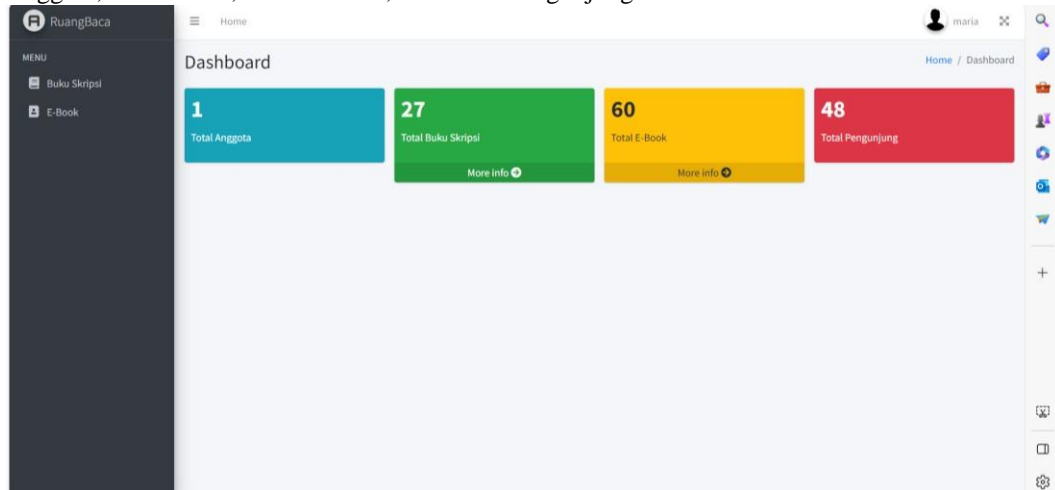 RuangBaca
Home
maria
MENU
Buku Skripsi
E-Book
Dashboard
Home / Dashboard
1
Total Anggota
27
Total Buku Skripsi
More info
60
Total E-Book
More info
48
Total Pengunjung